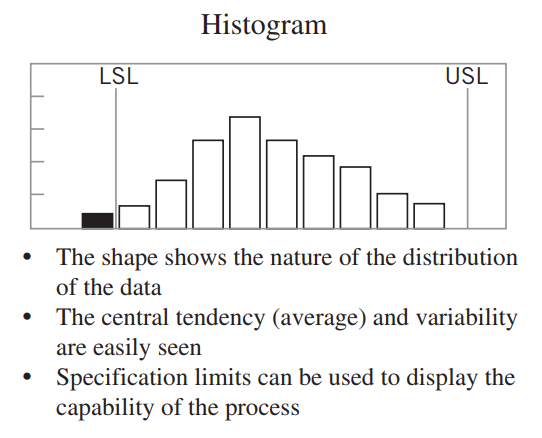 Histogram
LSL
USL
• The shape shows the nature of the distribution
of the data
• The central tendency (average) and variability
are easily seen
• Specification limits can be used to display the
capability of the process